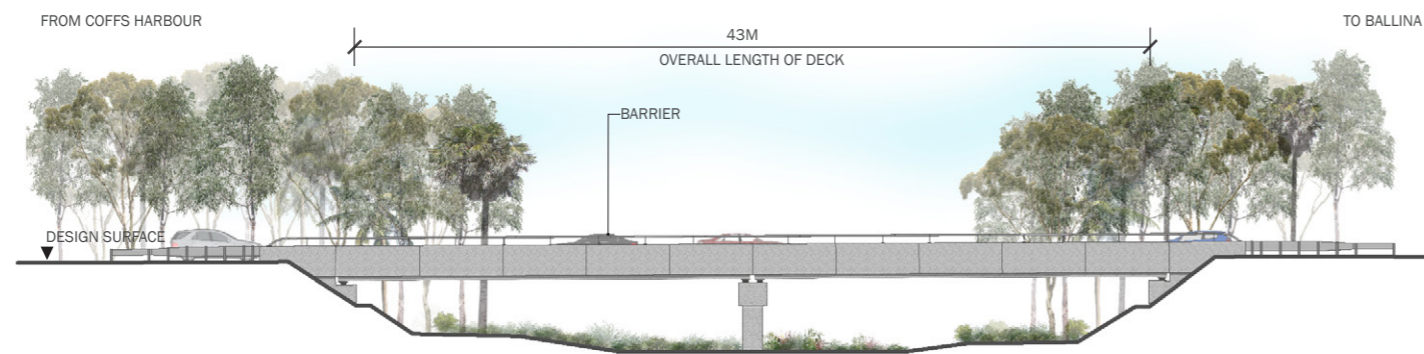 FROM COFFS HARBOUR
TO BALLINA
43M
OVERALL LENGTH OF DECK
BARRIER
DESIGN SURFACE